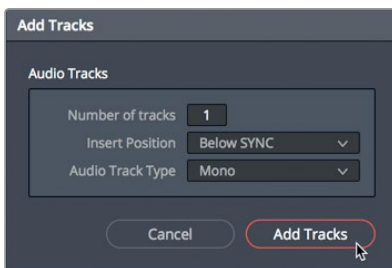 Add Tracks
Audio Tracks
Number of tracks 1
Insert Position Below SYNC
Audio Track Type Mono
Cancel Add Tracks